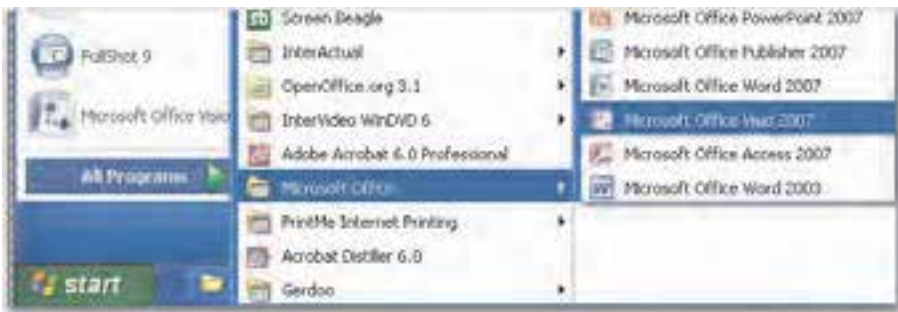 FullShot 9
Microsoft Office Visio
All Programs
start
Screen Beagle
InterActual
OpenOffice.org 3.1
InterVideo WinDVD 6
Adobe Acrobat 6.0 Professional
Microsoft Office
PrintMe Internet Printing
Acrobat Distiller 6.0
Gerdoo
Microsoft Office PowerPoint 2007
Microsoft Office Publisher 2007
Microsoft Office Word 2007
Microsoft Office Visio 2007
Microsoft Office Access 2007
Microsoft Office Word 2003